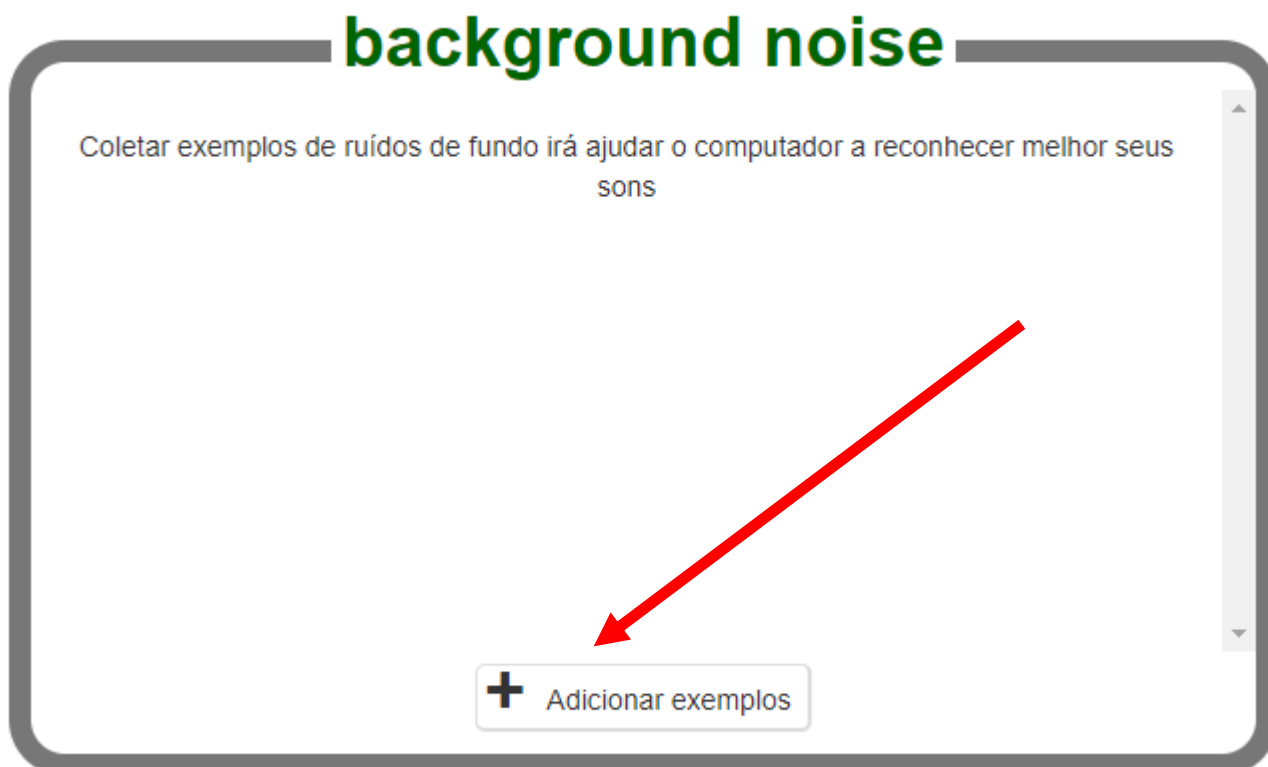 background noise
Coletar exemplos de ruídos de fundo irá ajudar o computador a reconhecer melhor seus
sons
+ Adicionar exemplos